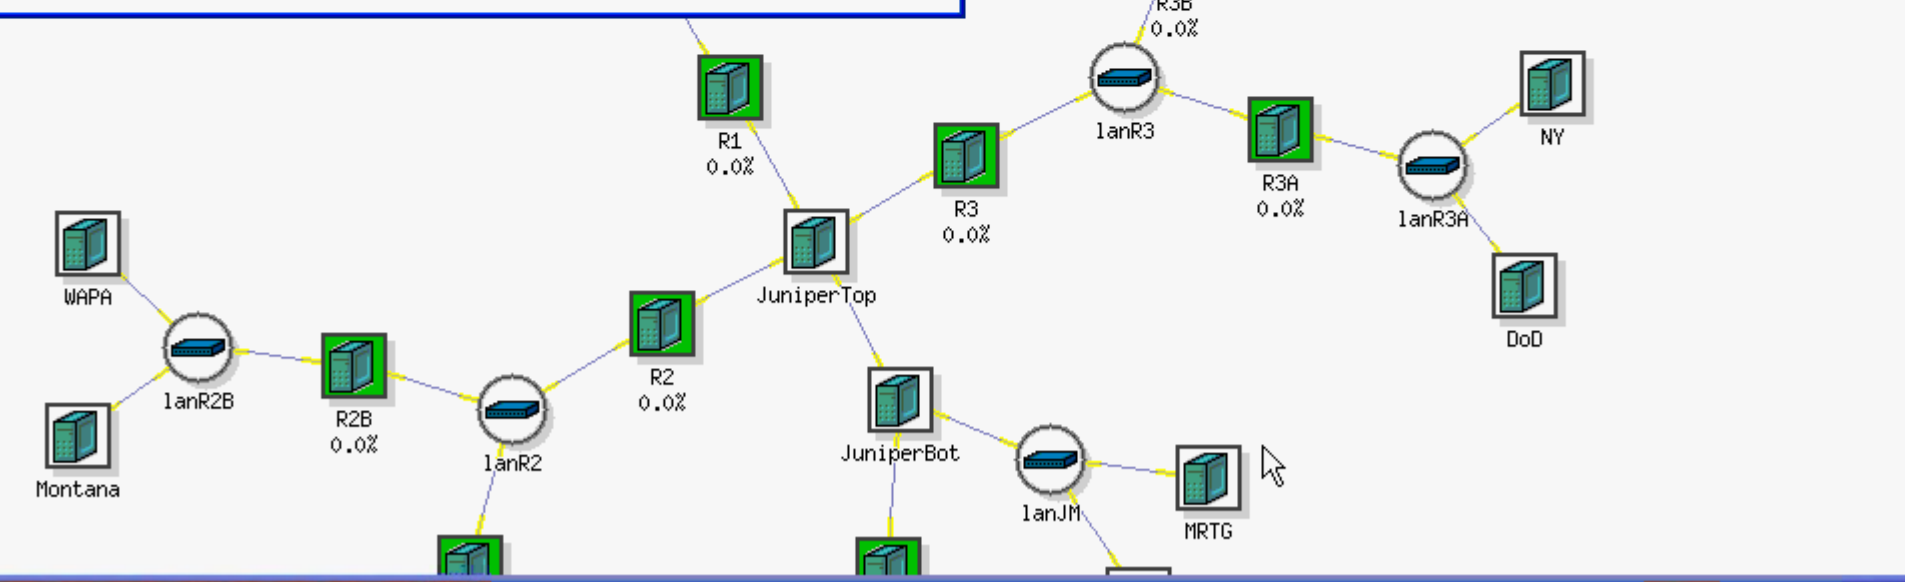 R3B
0.0%
R1
0.0%
lanR3
NY
R3A
0.0%
R3
0.0%
lanR3A
WAPA
JuniperTop
DoD
R2
0.0%
lanR2B
R2B
0.0%
JuniperBot
lanR2
Montana
lanJM
MRTG